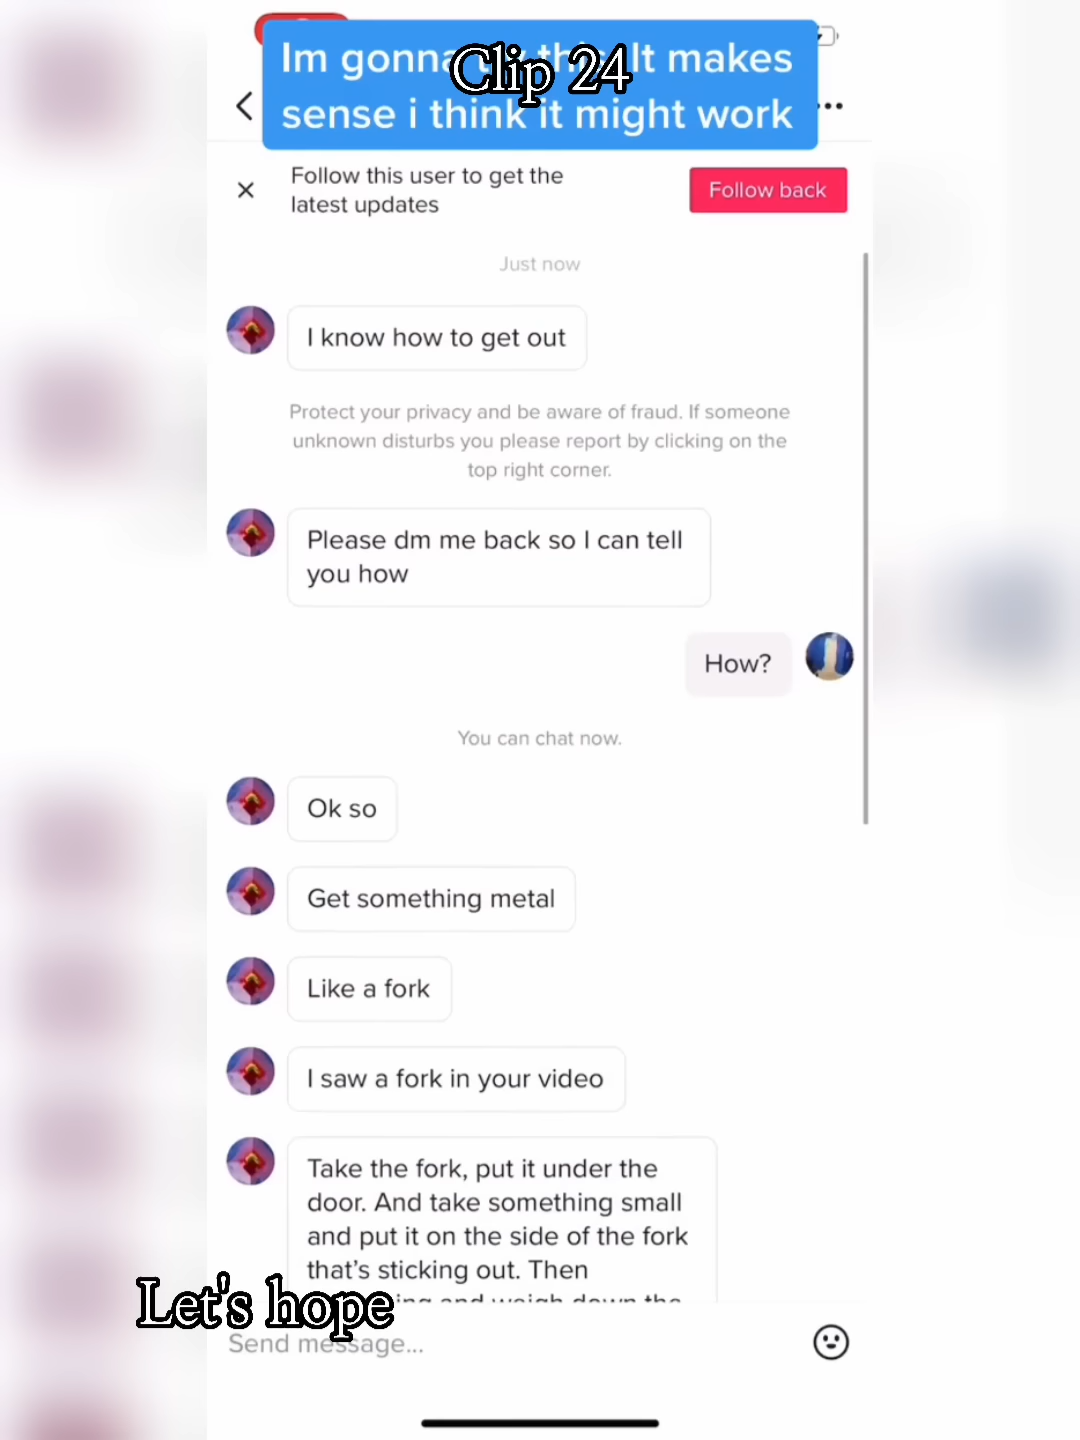 Im gonna this It makes
Clip 24
sense i think it might work
Follow this user to get the
latest updates
Follow back
Just now
I know how to get out
Protect your privacy and be aware of fraud. If someone
unknown disturbs you please report by clicking on the
top right corner.
Please dm me back so I can tell
you how
How?
You can chat now.
Ok so
Get something metal
Like a fork
I saw a fork in your video
Take the fork, put it under the
door. And take something small
and put it on the side of the fork
that's sticking out. Then
and weigh down the
Let's hope
Send message...